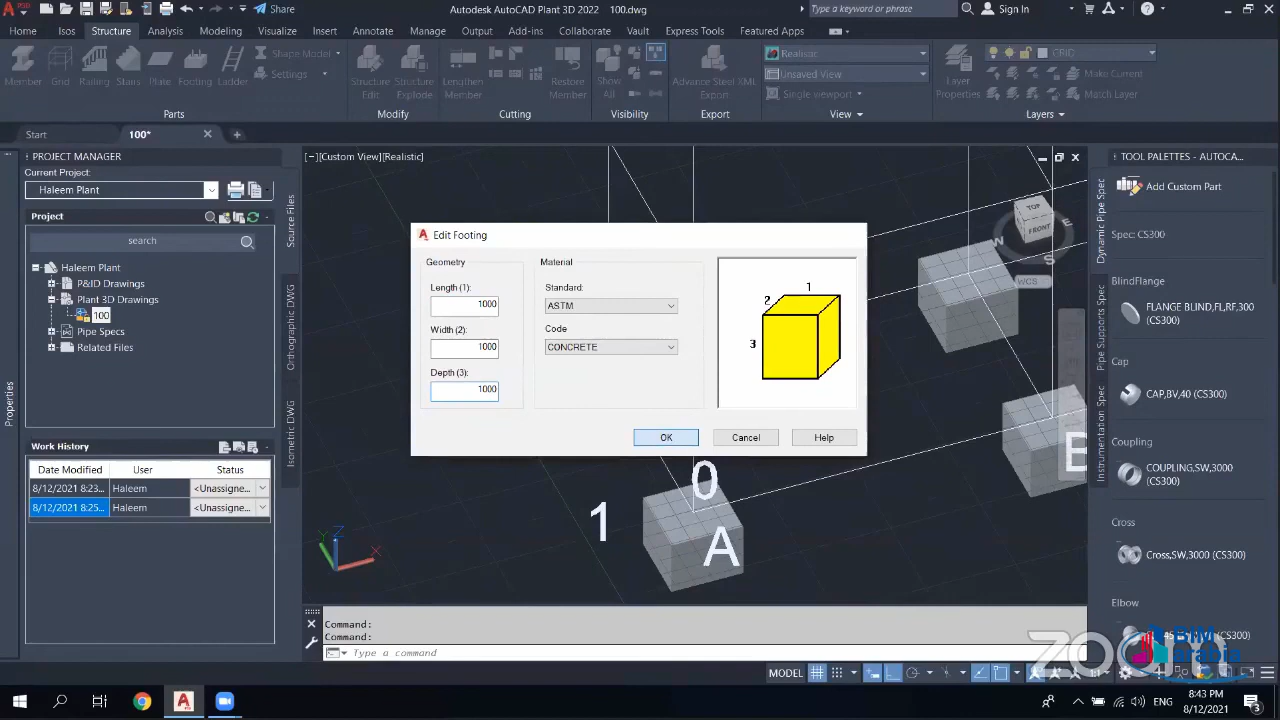 Share
Autodesk AutoCAD Plant 3D 2022 100.dwg
Type a keyword or phrase
Sign In
Home Isos Structure Analysis Modeling Visualize Insert Annotate Manage Output Add-ins Collaborate Vault Express Tools Featured Apps
Member Grid Railing Stairs Plate Footing Ladder
Shape Model
Settings
Structure Edit
Structure Explode
Lengthen Member
Restore Member
Show All
Advance Steel XML Export
Realistic
Unsaved View
Single viewport
Layer Properties
GRID
Make Current
Match Layer
Parts Modify Cutting Visibility Export View Layers
Start 100*
PROJECT MANAGER
Current Project:
Haleem Plant
Project
search
Haleem Plant
P&ID Drawings
Plant 3D Drawings
100
Pipe Specs
Related Files
Source Files
Orthographic DWG
Isometric DWG
Properties
Work History
Date Modified User Status
8/12/2021 8:23... Haleem <Unassigne...
8/12/2021 8:25... Haleem <Unassigne...
[−][Custom View][Realistic]
TOP
FRONT
W
E
S
WCS
Edit Footing
Geometry
Length (1):
1000
Width (2):
1000
Depth (3):
1000
Material
Standard:
ASTM
Code
CONCRETE
1
2
3
OK Cancel Help
0
1
A
B
Y Z X
Command:
Command:
Type a command
TOOL PALETTES - AUTOCA...
Add Custom Part
Spec: CS300
BlindFlange
FLANGE BLIND,FL,RF,300 (CS300)
Cap
CAP,BV,40 (CS300)
Coupling
COUPLING,SW,3000 (CS300)
Cross
Cross,SW,3000 (CS300)
Elbow
Dynamic Pipe Spec
Pipe Supports Spec
Instrumentation Spec
MODEL
zoom
BIM
arabia
ENG
8:43 PM
8/12/2021
3